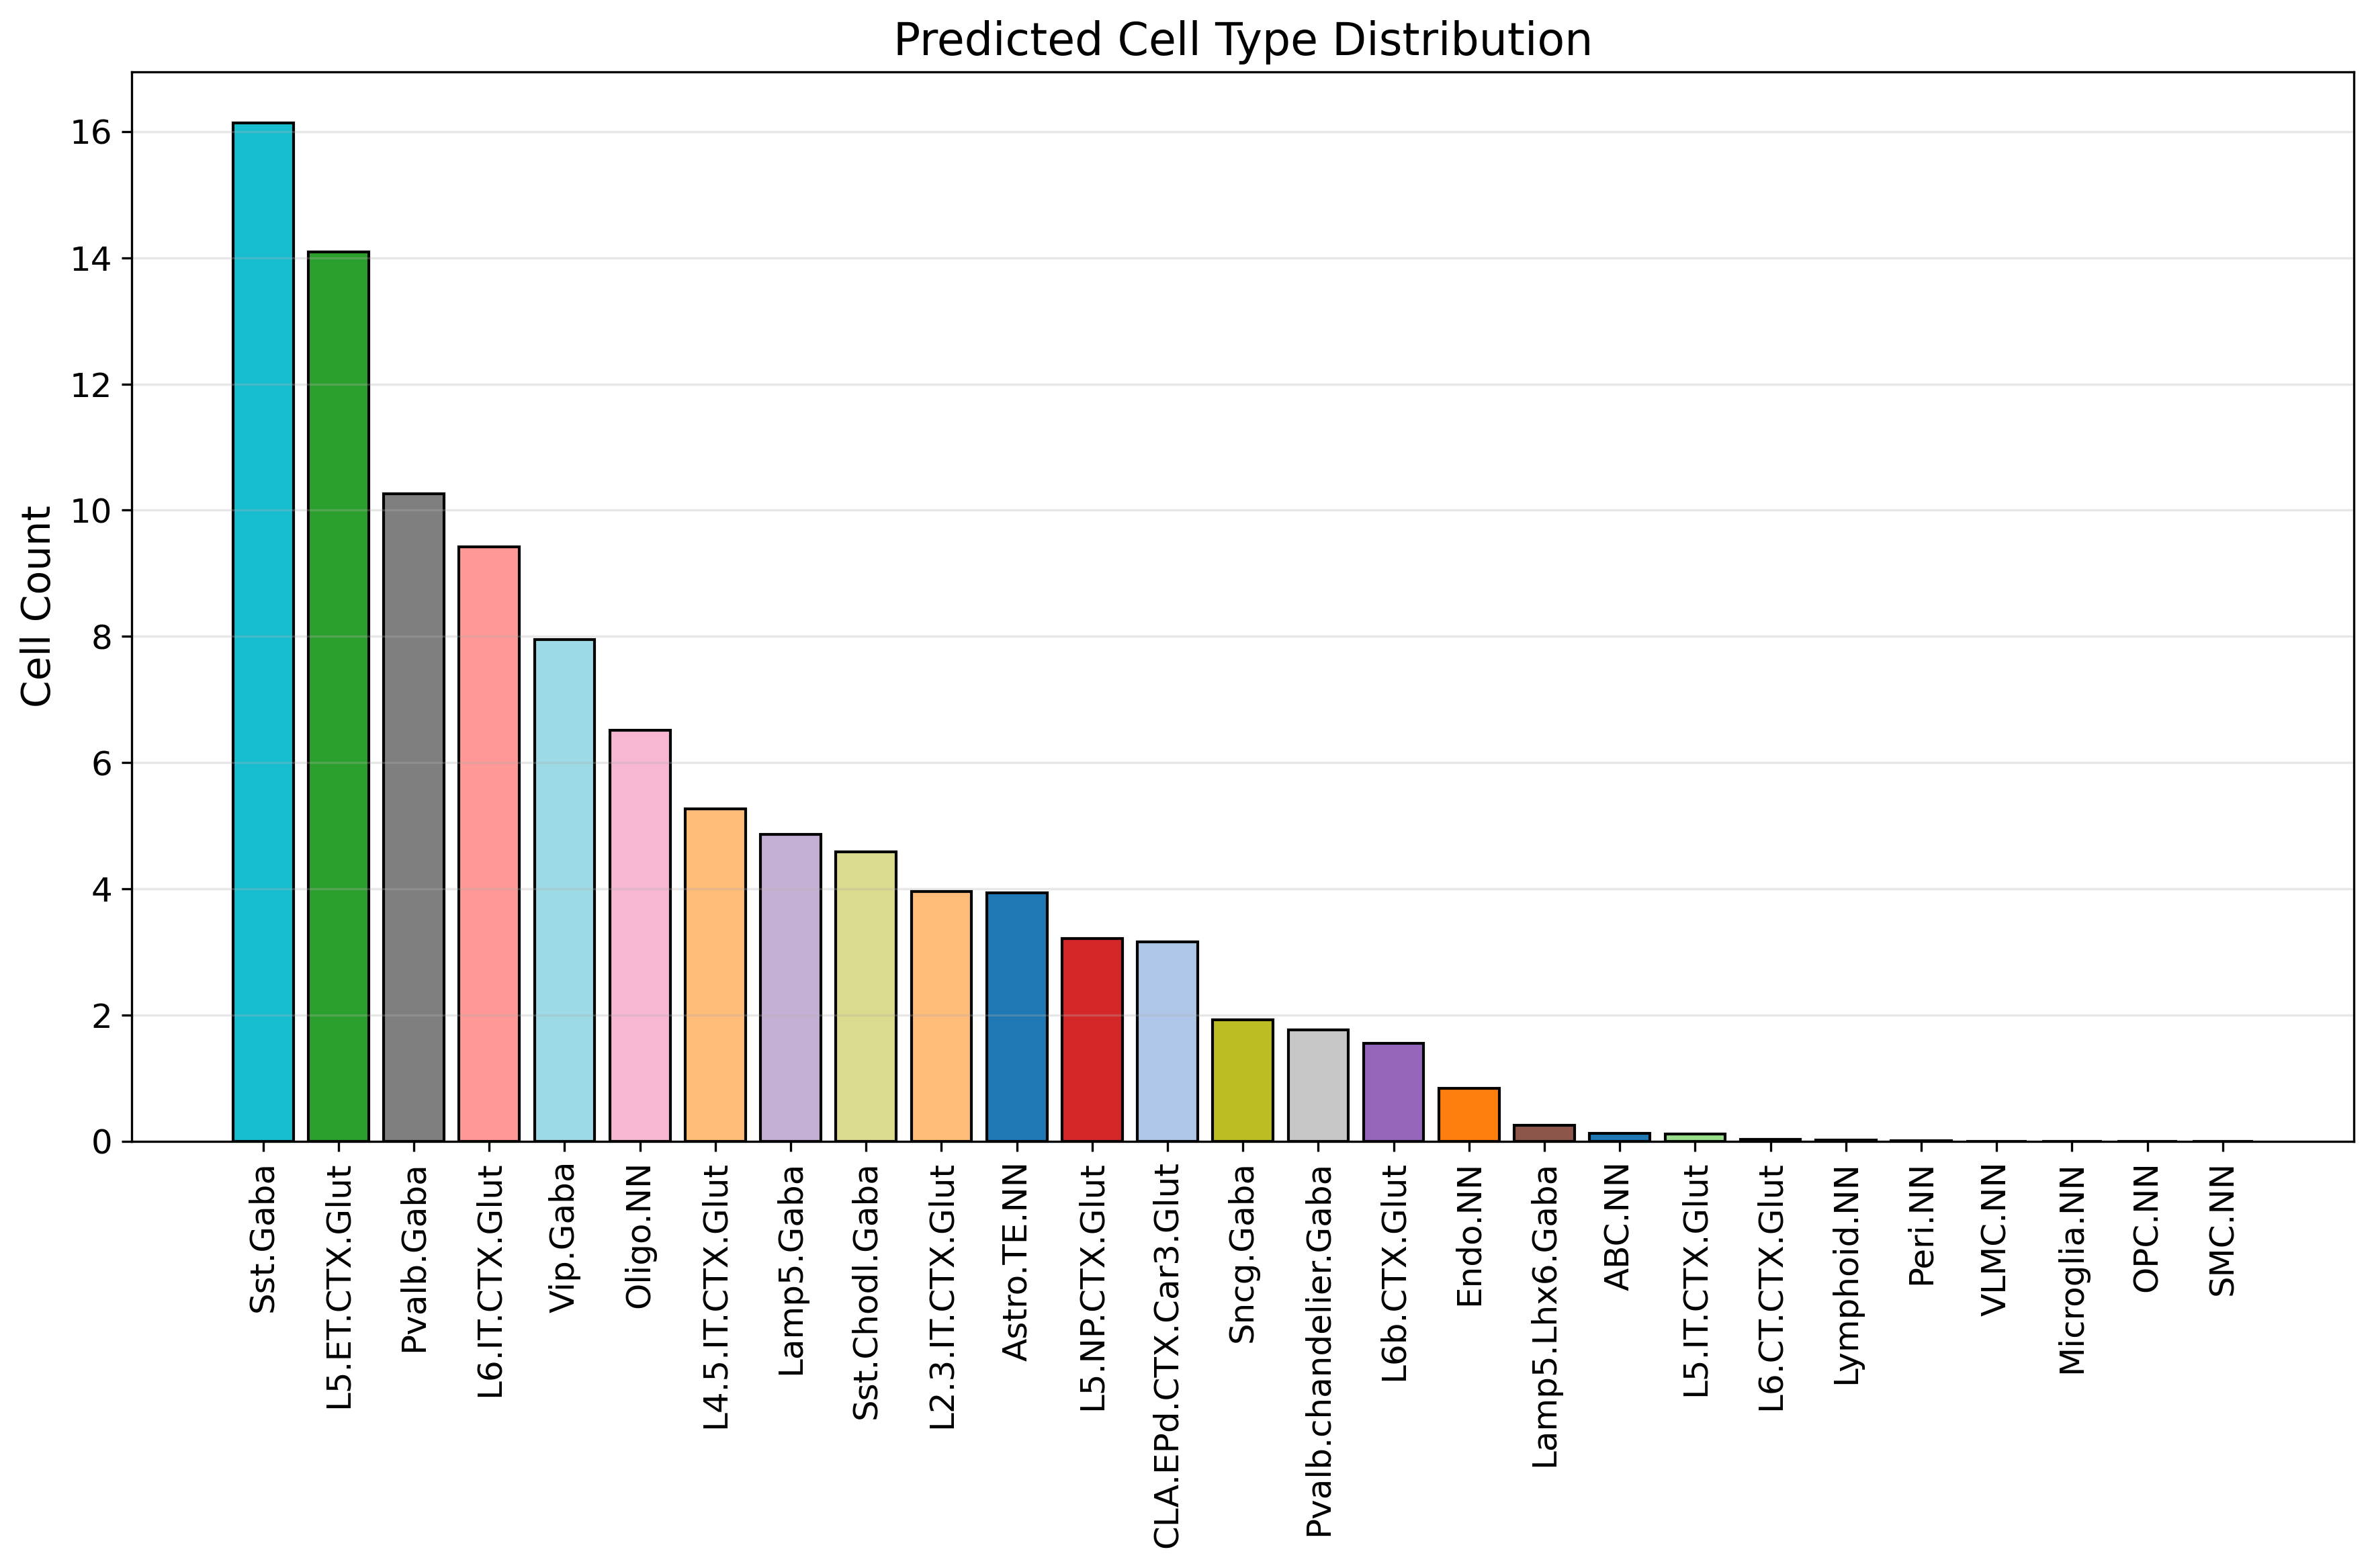 Predicted Cell Type Distribution
Cell Count
16
14
12
10
8
6
4
2
0
Sst.Gaba
L5.ET.CTX.Glut
Pvalb.Gaba
L6.IT.CTX.Glut
Vip.Gaba
Oligo.NN
L4.5.IT.CTX.Glut
Lamp5.Gaba
Sst.Chodl.Gaba
L2.3.IT.CTX.Glut
Astro.TE.NN
L5.NP.CTX.Glut
CLA.EPd.CTX.Car3.Glut
Sncg.Gaba
Pvalb.chandelier.Gaba
L6b.CTX.Glut
Endo.NN
Lamp5.Lhx6.Gaba
ABC.NN
L5.IT.CTX.Glut
L6.CT.CTX.Glut
Lymphoid.NN
Peri.NN
VLMC.NN
Microglia.NN
OPC.NN
SMC.NN